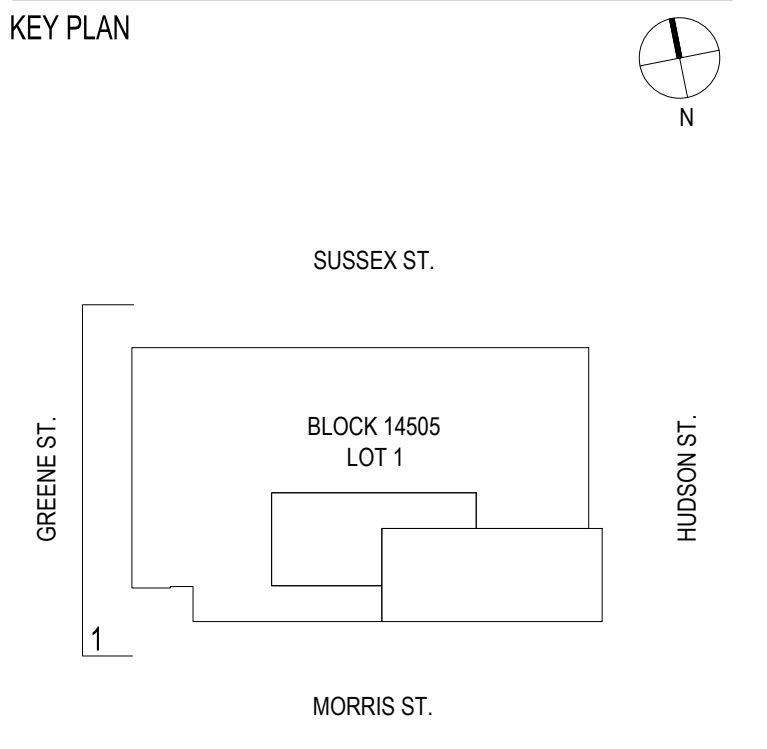 KEY PLAN
N
SUSSEX ST.
GREENE ST.
BLOCK 14505
LOT 1
HUDSON ST.
1
MORRIS ST.